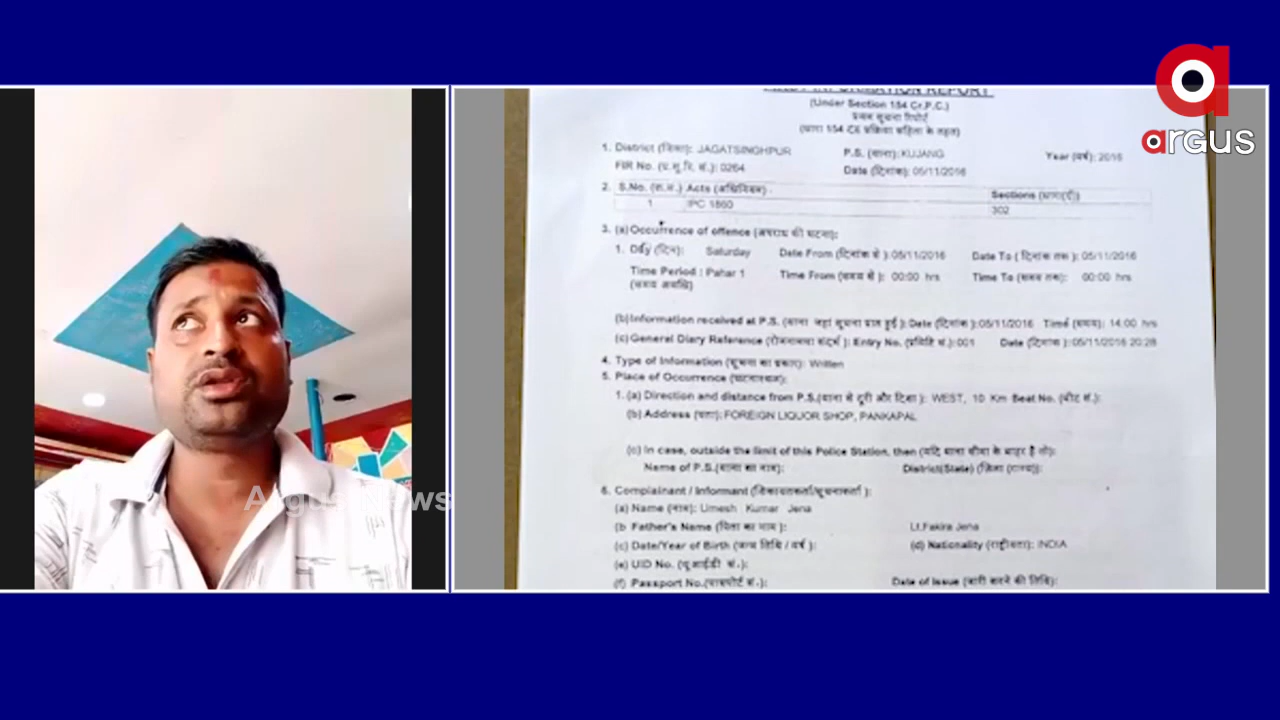 argus
Argus News
FIRST INFORMATION REPORT
(Under Section 154 Cr.P.C.)
प्रथम सूचना रिपोर्ट
(धारा 154 दंड प्रक्रिया संहिता के तहत)
1. District (जिला): JAGATSINGHPUR P.S. (थाना): KUJANG Year (वर्ष): 2016
FIR No. (प्र.सू.रि. सं.): 0264 Date (दिनांक): 05/11/2016
2. S.No. (क्र.सं.) Acts (अधिनियम) Sections (धारा(एँ))
1 IPC 1860 302
3. (a) Occurrence of offence (अपराध की घटना):
1. Day (दिन): Saturday Date From (दिनांक से): 05/11/2016 Date To (दिनांक तक): 05/11/2016
Time Period : Pahar 1 Time From (समय से): 00:00 hrs Time To (समय तक): 00:00 hrs
(समय अवधि)
(b) Information received at P.S. (थाना जहां सूचना प्राप्त हुई): Date (दिनांक): 05/11/2016 Time (समय): 14:00 hrs
(c) General Diary Reference (रोजनामचा संदर्भ): Entry No. (प्रविष्टि सं.): 001 Date (दिनांक): 05/11/2016 20:28
4. Type of Information (सूचना का प्रकार): Written
5. Place of Occurrence (घटनास्थल):
1. (a) Direction and distance from P.S. (थाना से दूरी और दिशा): WEST, 10 Km Beat No. (बीट सं.):
(b) Address (पता): FOREIGN LIQUOR SHOP, PANKAPAL
(c) In case, outside the limit of this Police Station, then (यदि थाना सीमा के बाहर है तो):
Name of P.S. (थाना का नाम): District(State) (जिला (राज्य)):
6. Complainant / Informant (शिकायतकर्ता/सूचनाकर्ता):
(a) Name (नाम): Umesh Kumar Jena
(b) Father's Name (पिता का नाम): Lt.Fakira Jena
(c) Date/Year of Birth (जन्म तिथि / वर्ष): (d) Nationality (राष्ट्रीयता): INDIA
(e) UID No. (यूआईडी सं.):
(f) Passport No. (पासपोर्ट सं.): Date of Issue (जारी करने की तिथि):